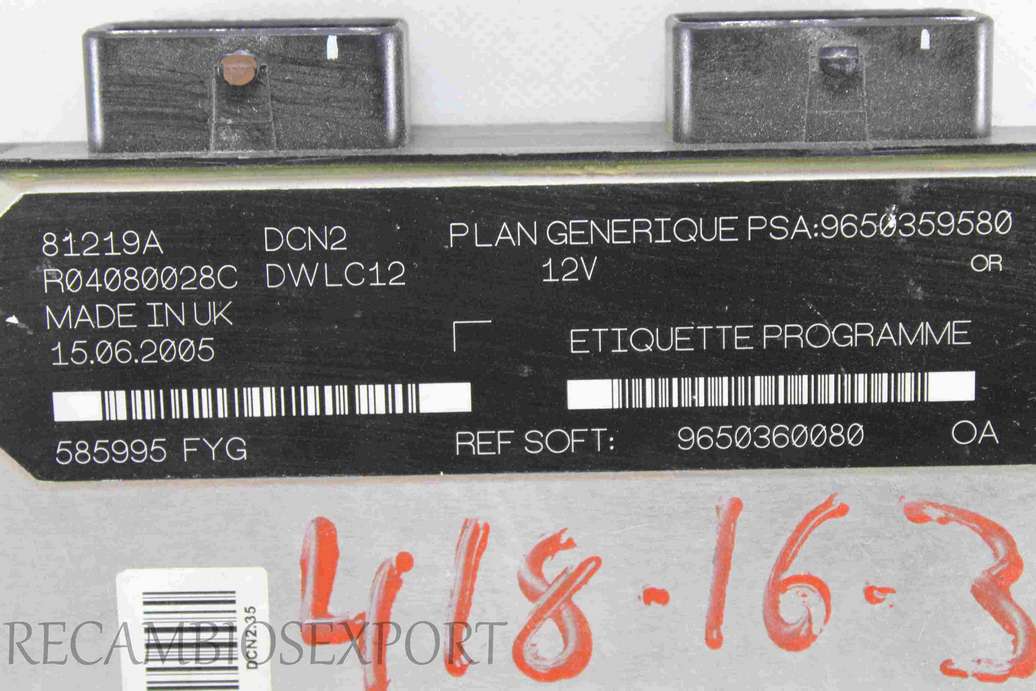 81219A DCN2 PLAN GENERIQUE PSA:9650359580
R04080028C DWLC12 12V OR
MADE IN UK
15.06.2005 ETIQUETTE PROGRAMME
585995 FYG REF SOFT: 9650360080 OA
418-16-3
DCN2.35
RECAMBIOSEXPORT